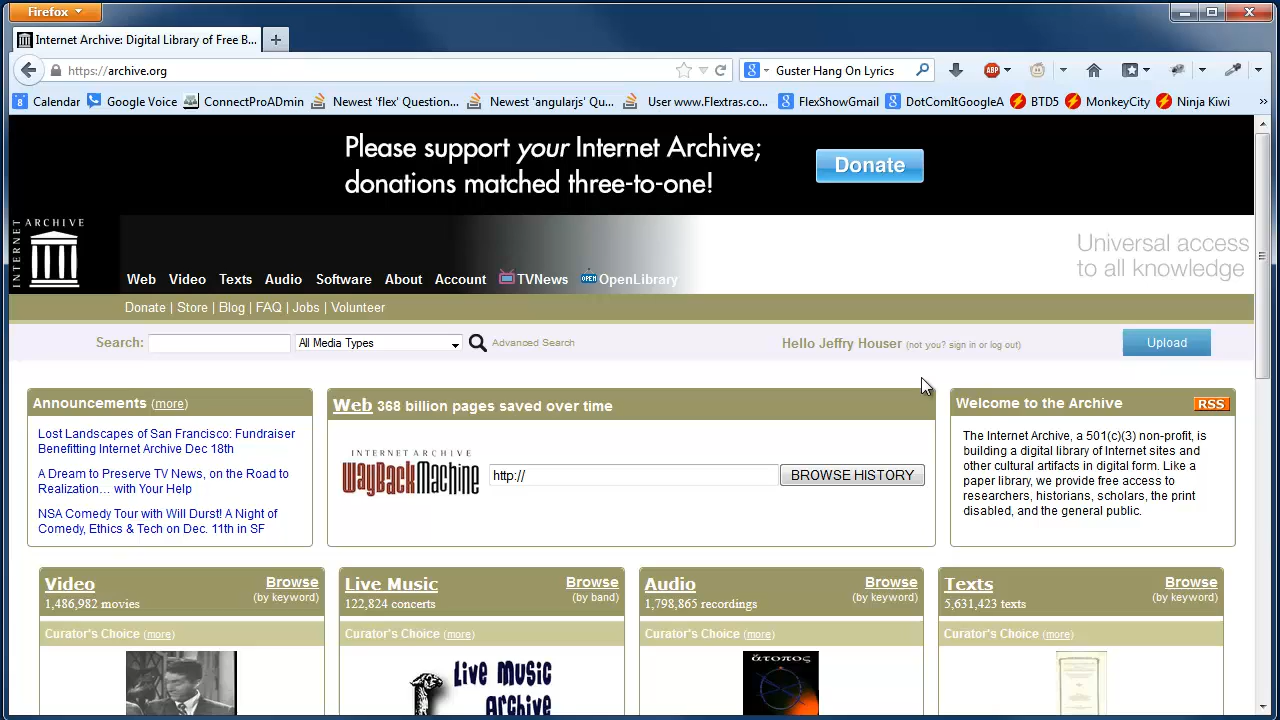 Firefox
Internet Archive: Digital Library of Free B...
https://archive.org
Guster Hang On Lyrics
ABP
8 Calendar
Google Voice
ConnectProADmin
Newest 'flex' Question...
Newest 'angularjs' Qu...
User www.Flextras.co...
8 FlexShowGmail
8 DotComItGoogleA
BTD5
MonkeyCity
Ninja Kiwi
»
Please support your Internet Archive;
donations matched three-to-one!
Donate
INTERNET ARCHIVE
Universal access
to all knowledge
Web Video Texts Audio Software About Account TVNews OPEN OpenLibrary
Donate | Store | Blog | FAQ | Jobs | Volunteer
Search: All Media Types Advanced Search
Hello Jeffry Houser (not you? sign in or log out)
Upload
Announcements (more)
Lost Landscapes of San Francisco: Fundraiser
Benefitting Internet Archive Dec 18th
A Dream to Preserve TV News, on the Road to
Realization… with Your Help
NSA Comedy Tour with Will Durst! A Night of
Comedy, Ethics & Tech on Dec. 11th in SF
Web 368 billion pages saved over time
INTERNET ARCHIVE
WayBackMachine
http://
BROWSE HISTORY
Welcome to the Archive
RSS
The Internet Archive, a 501(c)(3) non-profit, is
building a digital library of Internet sites and
other cultural artifacts in digital form. Like a
paper library, we provide free access to
researchers, historians, scholars, the print
disabled, and the general public.
Video
Browse
1,486,982 movies
(by keyword)
Curator's Choice (more)
Live Music
Browse
122,824 concerts
(by band)
Curator's Choice (more)
Live Music
Archive
Audio
Browse
1,798,865 recordings
(by keyword)
Curator's Choice (more)
ἄτοπος
Texts
Browse
5,631,423 texts
(by keyword)
Curator's Choice (more)